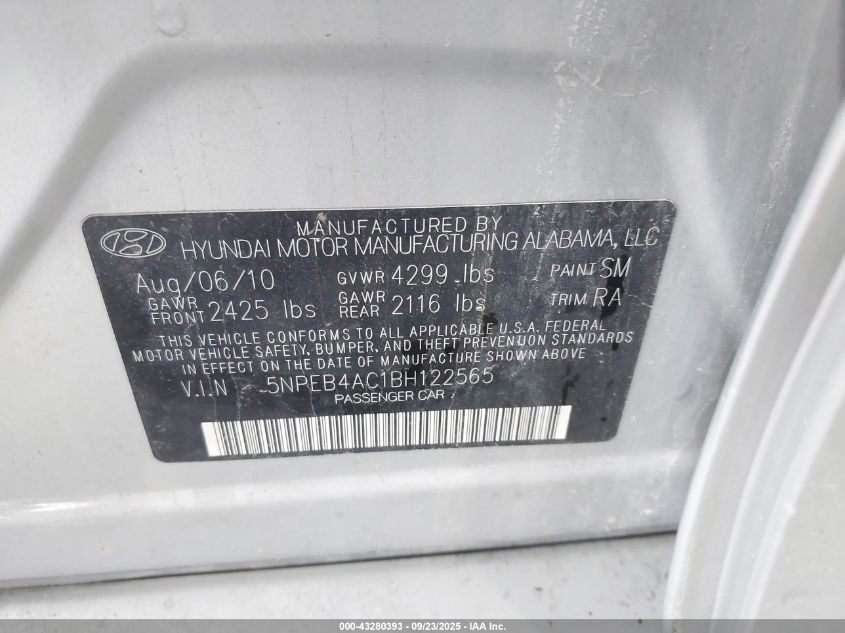 MANUFACTURED BY
HYUNDAI MOTOR MANUFACTURING ALABAMA, LLC
Aug/06/10 GVWR 4299 lbs PAINT SM
GAWR FRONT 2425 lbs GAWR REAR 2116 lbs TRIM RA
THIS VEHICLE CONFORMS TO ALL APPLICABLE U.S.A. FEDERAL
MOTOR VEHICLE SAFETY, BUMPER, AND THEFT PREVENTION STANDARDS
IN EFFECT ON THE DATE OF MANUFACTURE SHOWN ABOVE
V.I.N 5NPEB4AC1BH122565
PASSENGER CAR
000-43280393 - 09/23/2025 - IAA Inc.